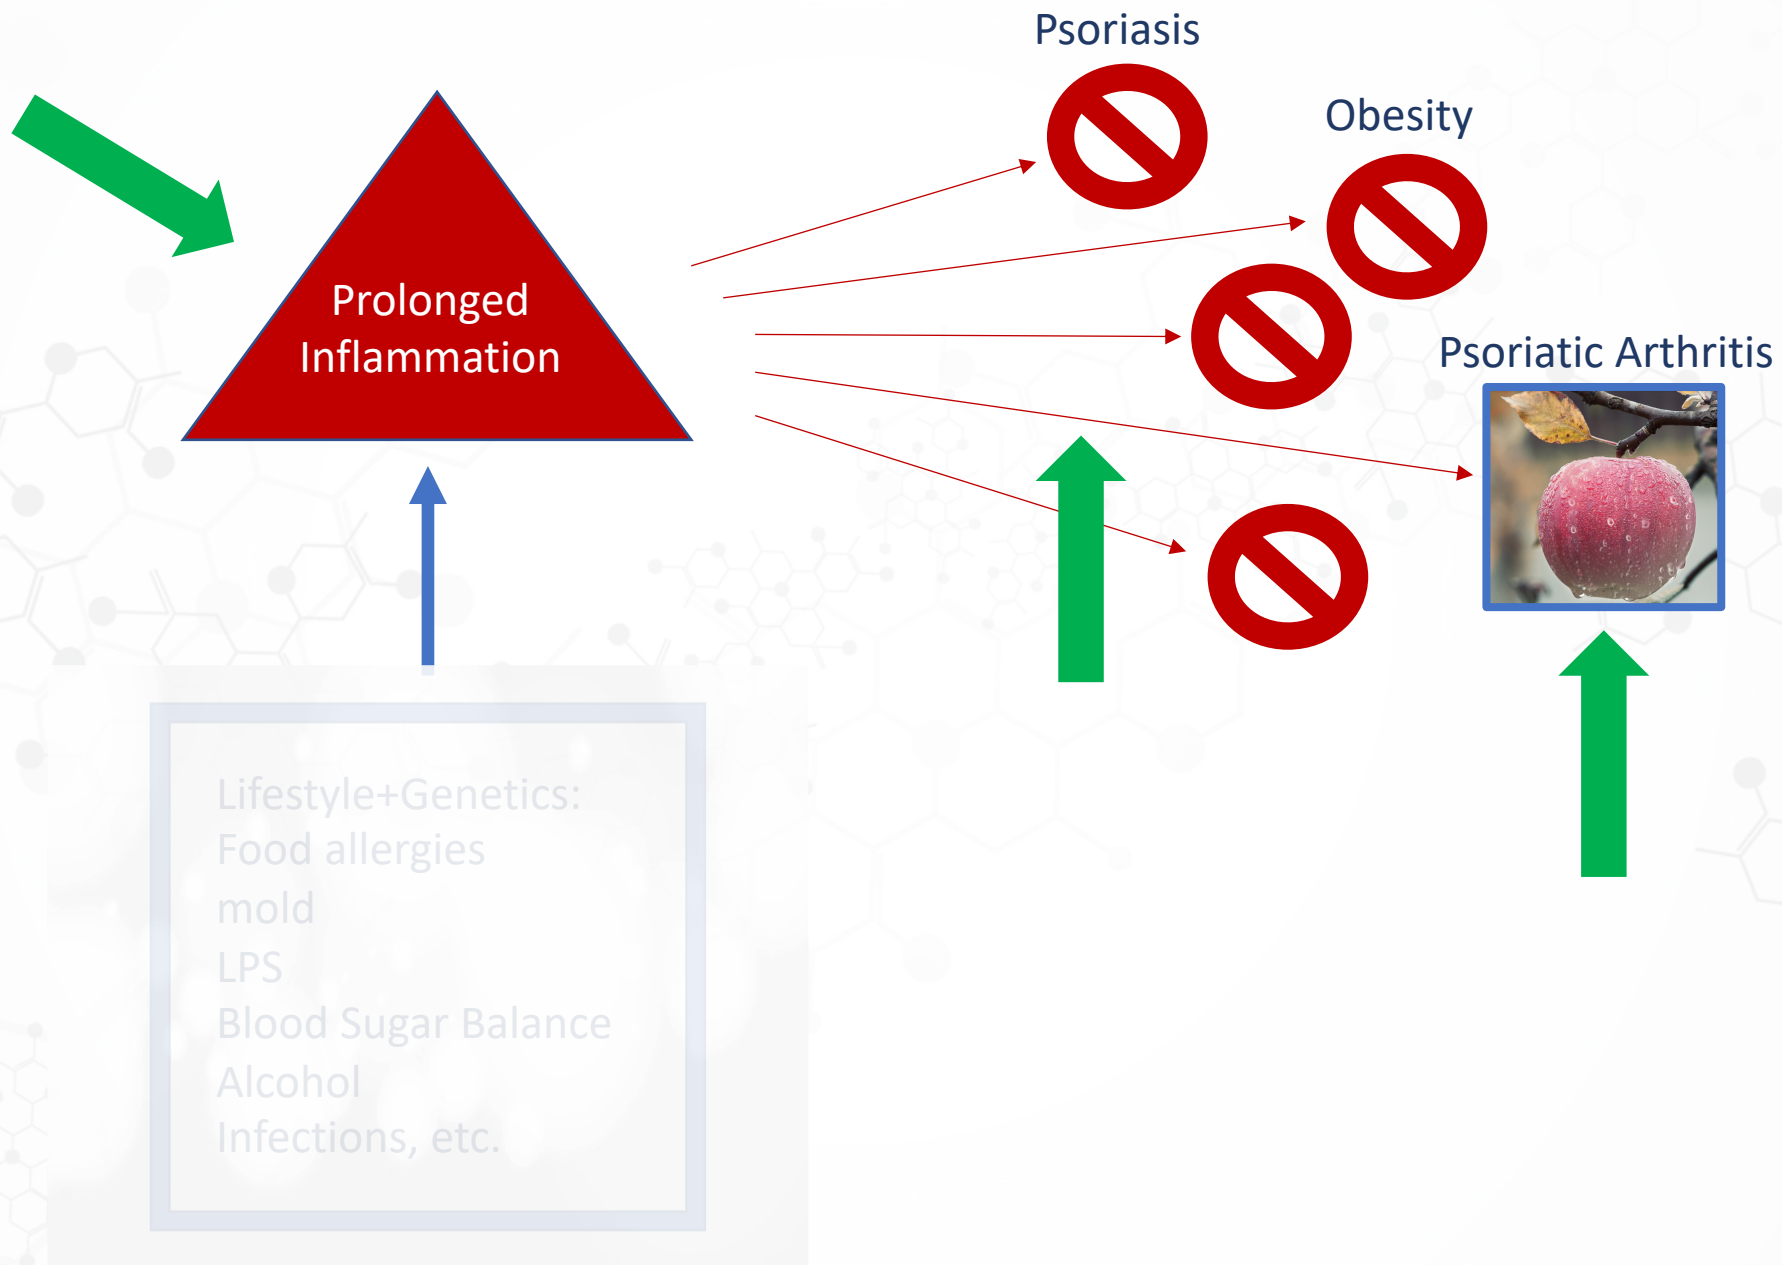 Psoriasis
Obesity
Prolonged
Inflammation
Psoriatic Arthritis
Lifestyle+Genetics:
Food allergies
mold
LPS
Blood Sugar Balance
Alcohol
Infections, etc.